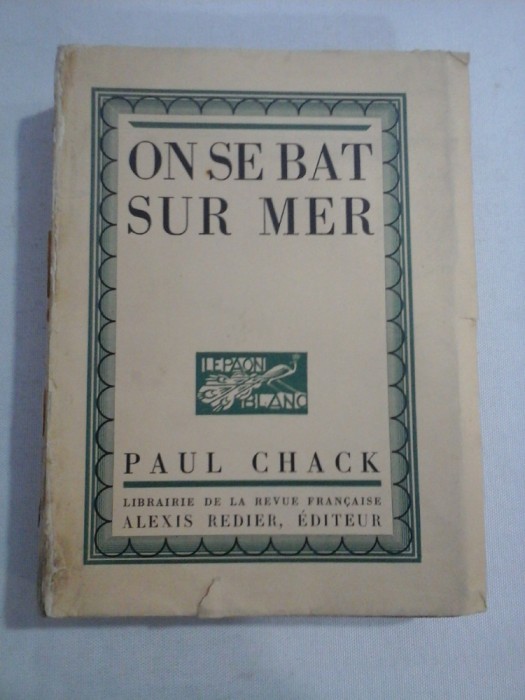 ON SE BAT
SUR MER
LE PAON
BLANC
PAUL CHACK
LIBRAIRIE DE LA REVUE FRANÇAISE
ALEXIS REDIER, ÉDITEUR